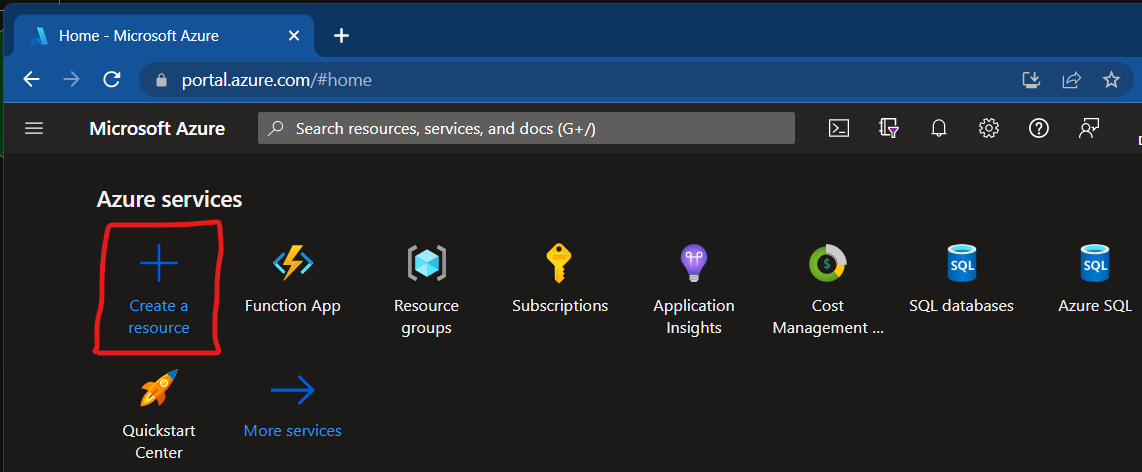 Home - Microsoft Azure
portal.azure.com/#home
Microsoft Azure
Search resources, services, and docs (G+/)
Azure services
Create a
resource
Function App
Resource
groups
Subscriptions
Application
Insights
Cost
Management ...
SQL
SQL databases
SQL
Azure SQL
Quickstart
Center
More services